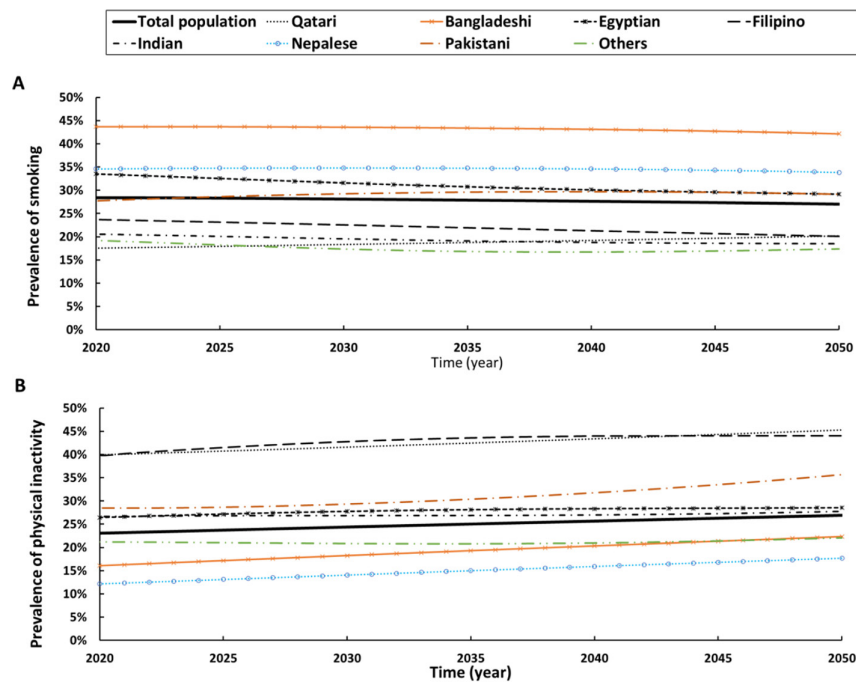 Total population Qatari Bangladeshi Egyptian Filipino
Indian Nepalese Pakistani Others
A
Prevalence of smoking
50%
45%
40%
35%
30%
25%
20%
15%
10%
5%
0%
2020 2025 2030 2035 2040 2045 2050
Time (year)
B
Prevalence of physical inactivity
50%
45%
40%
35%
30%
25%
20%
15%
10%
5%
0%
2020 2025 2030 2035 2040 2045 2050
Time (year)